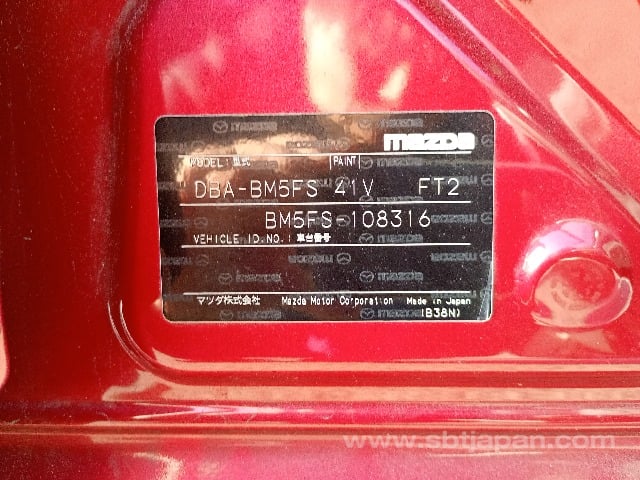 mazda
MODEL:型式 PAINT
DBA-BM5FS 41V FT2
BM5FS-108316
VEHICLE ID.NO.:車台番号
マツダ株式会社 Mazda Motor Corporation Made in Japan
(B38N)
www.sbtjapan.com